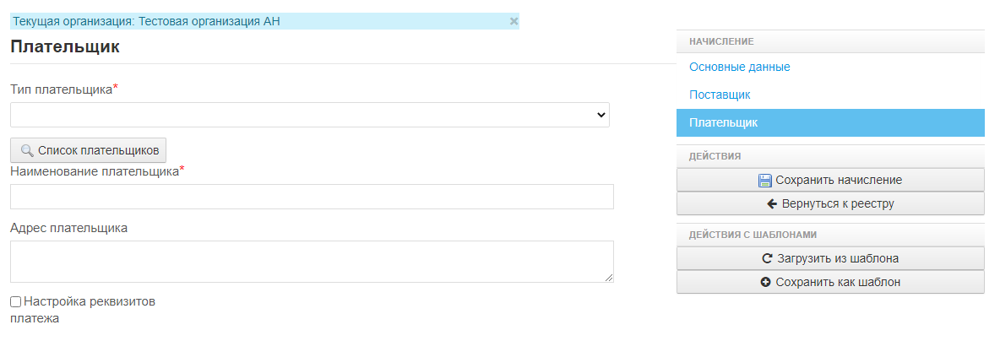 Текущая организация: Тестовая организация АН
Плательщик
Тип плательщика*
Список плательщиков
Наименование плательщика*
Адрес плательщика
Настройка реквизитов
платежа
НАЧИСЛЕНИЕ
Основные данные
Поставщик
Плательщик
ДЕЙСТВИЯ
Сохранить начисление
Вернуться к реестру
ДЕЙСТВИЯ С ШАБЛОНАМИ
Загрузить из шаблона
Сохранить как шаблон